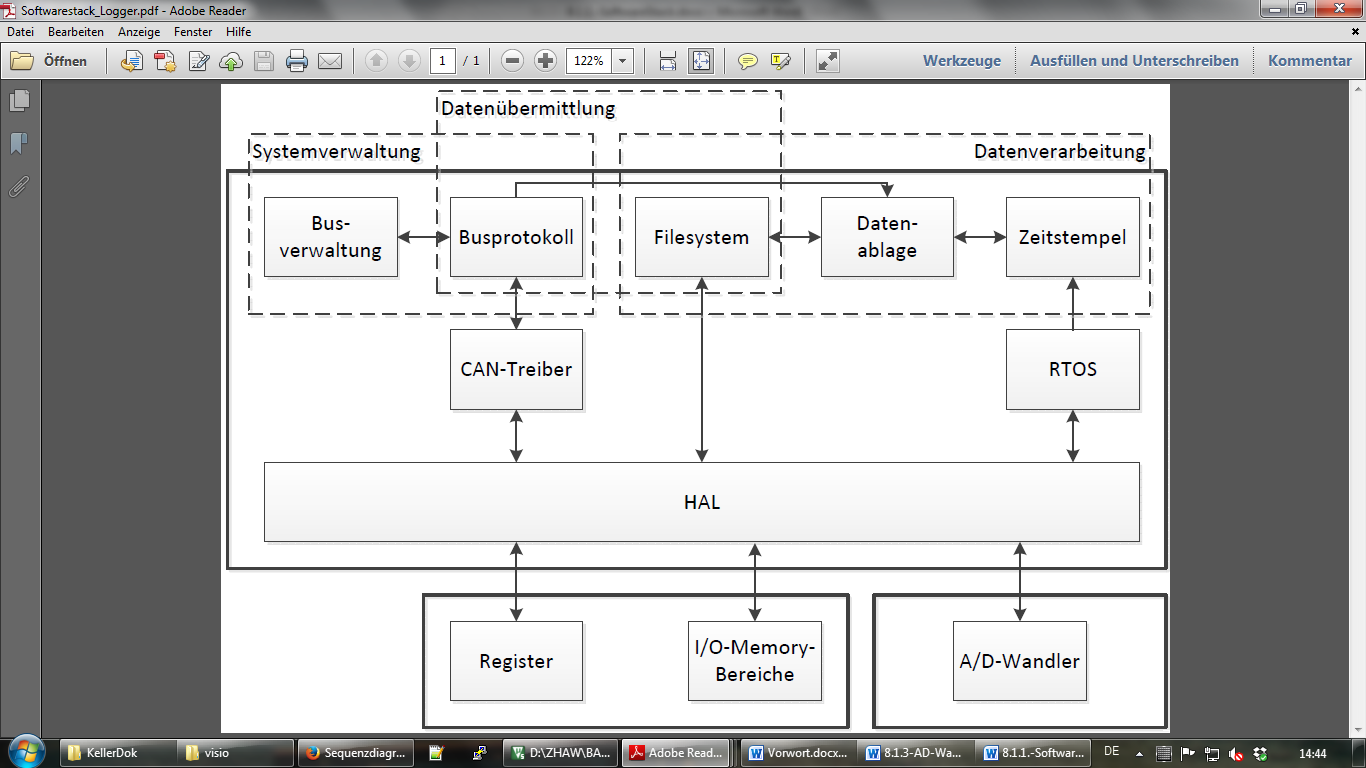 Softwarestack_Logger.pdf - Adobe Reader
Datei Bearbeiten Anzeige Fenster Hilfe
Öffnen 1 / 1 122% Werkzeuge Ausfüllen und Unterschreiben Kommentar
Datenübermittlung
Systemverwaltung
Datenverarbeitung
Bus-
verwaltung
Busprotokoll
Filesystem
Daten-
ablage
Zeitstempel
CAN-Treiber
RTOS
HAL
Register
I/O-Memory-
Bereiche
A/D-Wandler
KellerDok visio Sequenzdiagr... D:\ZHAW\BA... Adobe Read... Vorwort.docx... 8.1.3-AD-Wa... 8.1.1.-Softwar... DE 14:44